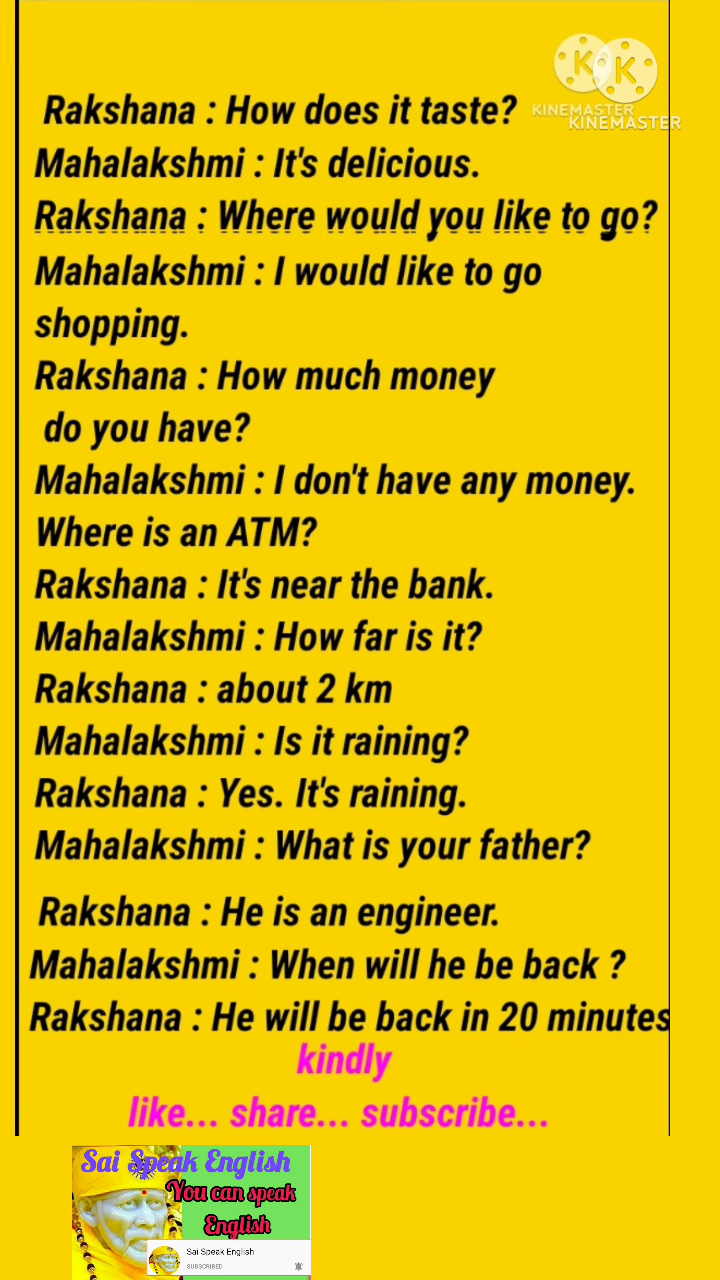 KINEMASTER
KINEMASTER
Rakshana : How does it taste?
Mahalakshmi : It's delicious.
Rakshana : Where would you like to go?
Mahalakshmi : I would like to go
shopping.
Rakshana : How much money
do you have?
Mahalakshmi : I don't have any money.
Where is an ATM?
Rakshana : It's near the bank.
Mahalakshmi : How far is it?
Rakshana : about 2 km
Mahalakshmi : Is it raining?
Rakshana : Yes. It's raining.
Mahalakshmi : What is your father?
Rakshana : He is an engineer.
Mahalakshmi : When will he be back ?
Rakshana : He will be back in 20 minutes
kindly
like... share... subscribe...
Sai Speak English
You can speak
English
Sai Speak English
SUBSCRIBED